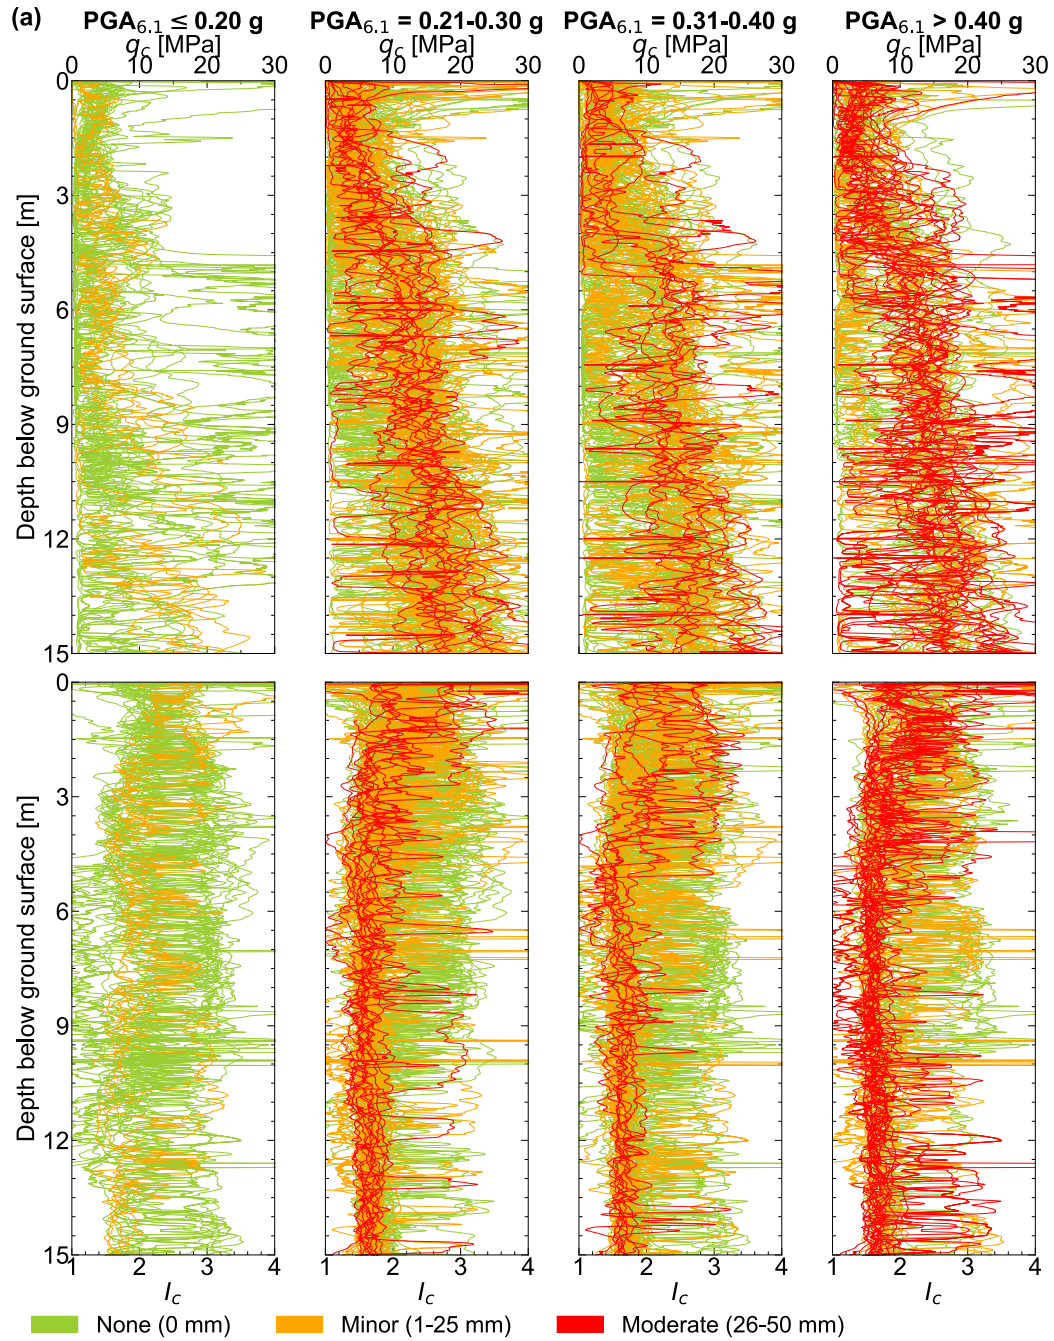 (a)
PGA6.1 ≤ 0.20 g PGA6.1 = 0.21-0.30 g PGA6.1 = 0.31-0.40 g PGA6.1 > 0.40 g
qc [MPa] qc [MPa] qc [MPa] qc [MPa]
0 10 20 30 0 10 20 30 0 10 20 30 0 10 20 30
0
3
6
9
12
15
Depth below ground surface [m]
0
3
6
9
12
15
Depth below ground surface [m]
1 2 3 4 1 2 3 4 1 2 3 4 1 2 3 4
Ic Ic Ic Ic
None (0 mm) Minor (1-25 mm) Moderate (26-50 mm)